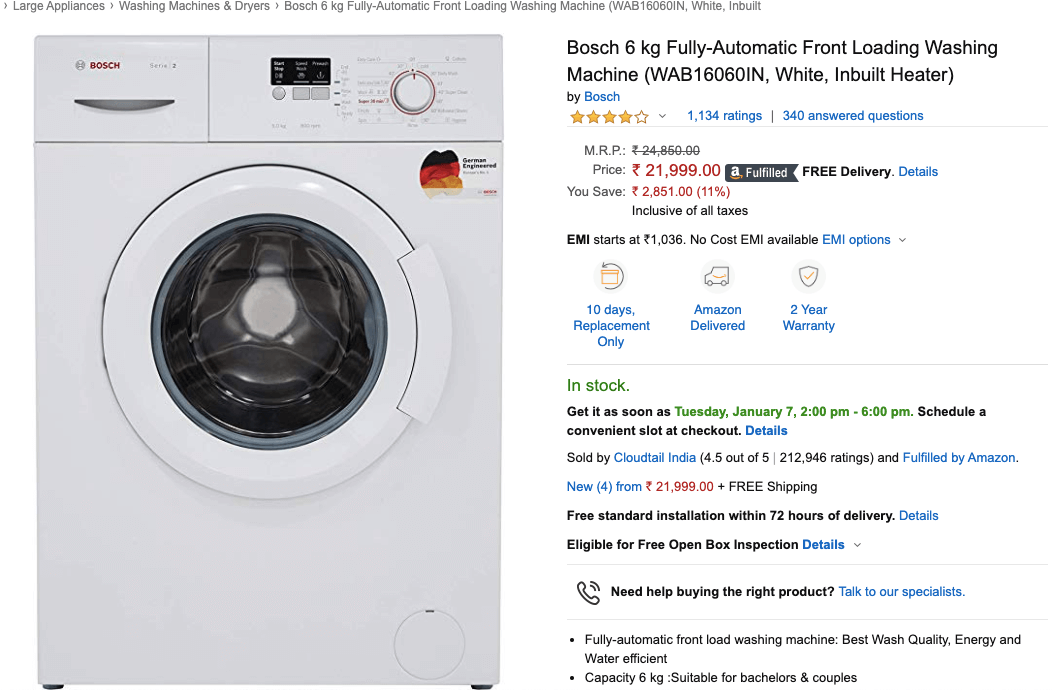 › Large Appliances › Washing Machines & Dryers › Bosch 6 kg Fully-Automatic Front Loading Washing Machine (WAB16060IN, White, Inbuilt
BOSCH Serie 2
Start Stop Speed Wash Prewash
Super 30 min
German
Engineered
BOSCH
Bosch 6 kg Fully-Automatic Front Loading Washing
Machine (WAB16060IN, White, Inbuilt Heater)
by Bosch
1,134 ratings | 340 answered questions
M.R.P.: ₹ 24,850.00
Price: ₹ 21,999.00 a Fulfilled FREE Delivery. Details
You Save: ₹ 2,851.00 (11%)
Inclusive of all taxes
EMI starts at ₹1,036. No Cost EMI available EMI options
10 days,
Replacement
Only
Amazon
Delivered
2 Year
Warranty
In stock.
Get it as soon as Tuesday, January 7, 2:00 pm - 6:00 pm. Schedule a
convenient slot at checkout. Details
Sold by Cloudtail India (4.5 out of 5 | 212,946 ratings) and Fulfilled by Amazon.
New (4) from ₹ 21,999.00 + FREE Shipping
Free standard installation within 72 hours of delivery. Details
Eligible for Free Open Box Inspection Details
Need help buying the right product? Talk to our specialists.
• Fully-automatic front load washing machine: Best Wash Quality, Energy and
Water efficient
• Capacity 6 kg :Suitable for bachelors & couples